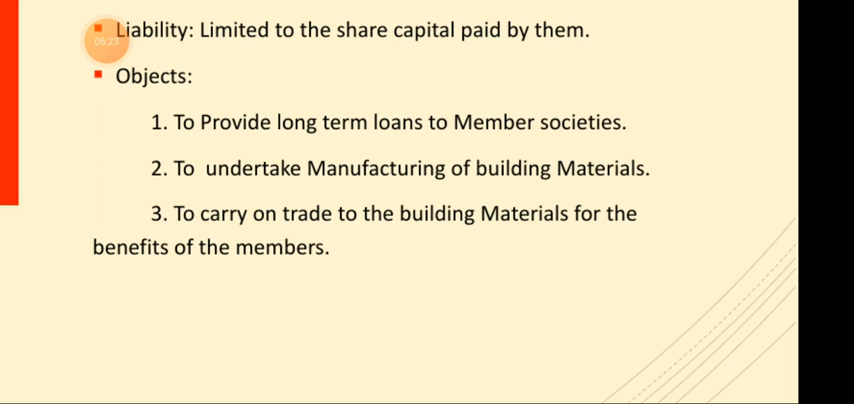 Liability: Limited to the share capital paid by them.
06:23
Objects:
1. To Provide long term loans to Member societies.
2. To  undertake Manufacturing of building Materials.
3. To carry on trade to the building Materials for the
benefits of the members.